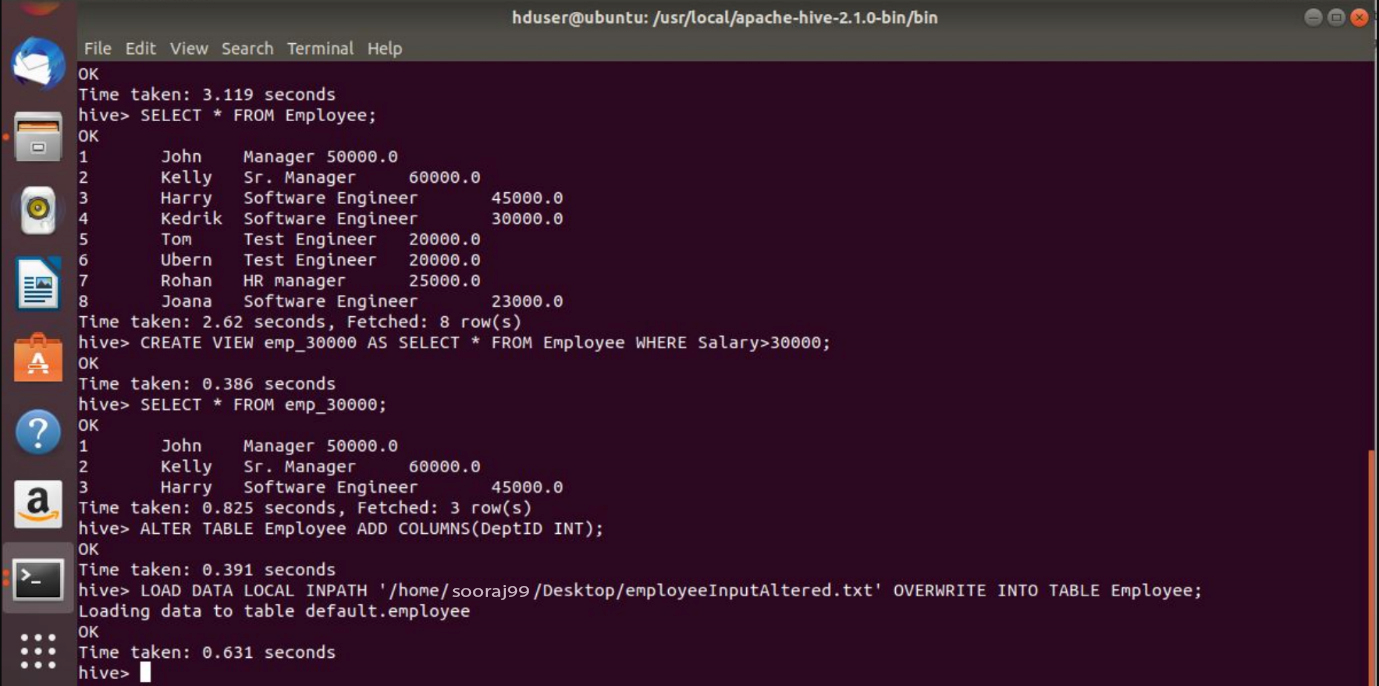 hduser@ubuntu: /usr/local/apache-hive-2.1.0-bin/bin
File Edit View Search Terminal Help
OK
Time taken: 3.119 seconds
hive> SELECT * FROM Employee;
OK
1 John Manager 50000.0
2 Kelly Sr. Manager 60000.0
3 Harry Software Engineer 45000.0
4 Kedrik Software Engineer 30000.0
5 Tom Test Engineer 20000.0
6 Ubern Test Engineer 20000.0
7 Rohan HR manager 25000.0
8 Joana Software Engineer 23000.0
Time taken: 2.62 seconds, Fetched: 8 row(s)
hive> CREATE VIEW emp_30000 AS SELECT * FROM Employee WHERE Salary>30000;
OK
Time taken: 0.386 seconds
hive> SELECT * FROM emp_30000;
OK
1 John Manager 50000.0
2 Kelly Sr. Manager 60000.0
3 Harry Software Engineer 45000.0
Time taken: 0.825 seconds, Fetched: 3 row(s)
hive> ALTER TABLE Employee ADD COLUMNS(DeptID INT);
OK
Time taken: 0.391 seconds
hive> LOAD DATA LOCAL INPATH '/home/sooraj99/Desktop/employeeInputAltered.txt' OVERWRITE INTO TABLE Employee;
Loading data to table default.employee
OK
Time taken: 0.631 seconds
hive>